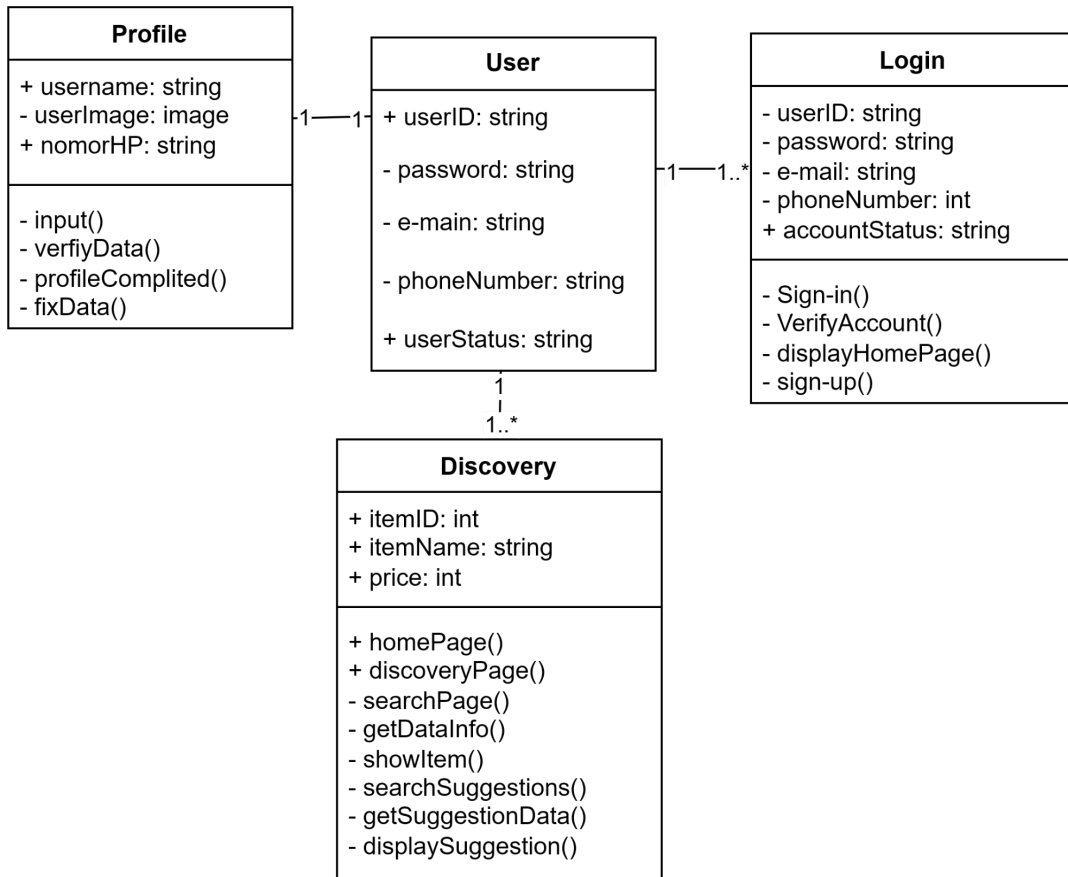 Profile
+ username: string
- userImage: image
+ nomorHP: string
- input()
- verfiyData()
- profileComplited()
- fixData()
1
1
User
+ userID: string
- password: string
- e-main: string
- phoneNumber: string
+ userStatus: string
1
1..*
Login
- userID: string
- password: string
- e-mail: string
- phoneNumber: int
+ accountStatus: string
- Sign-in()
- VerifyAccount()
- displayHomePage()
- sign-up()
1
1..*
Discovery
+ itemID: int
+ itemName: string
+ price: int
+ homePage()
+ discoveryPage()
- searchPage()
- getDataInfo()
- showItem()
- searchSuggestions()
- getSuggestionData()
- displaySuggestion()